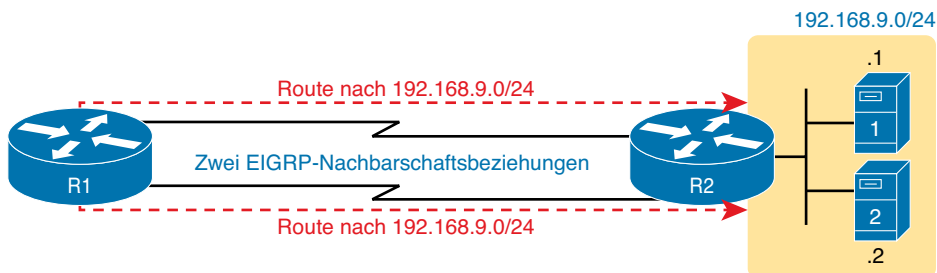 192.168.9.0/24
.1
Route nach 192.168.9.0/24
1
Zwei EIGRP-Nachbarschaftsbeziehungen
R1
R2
2
Route nach 192.168.9.0/24
.2